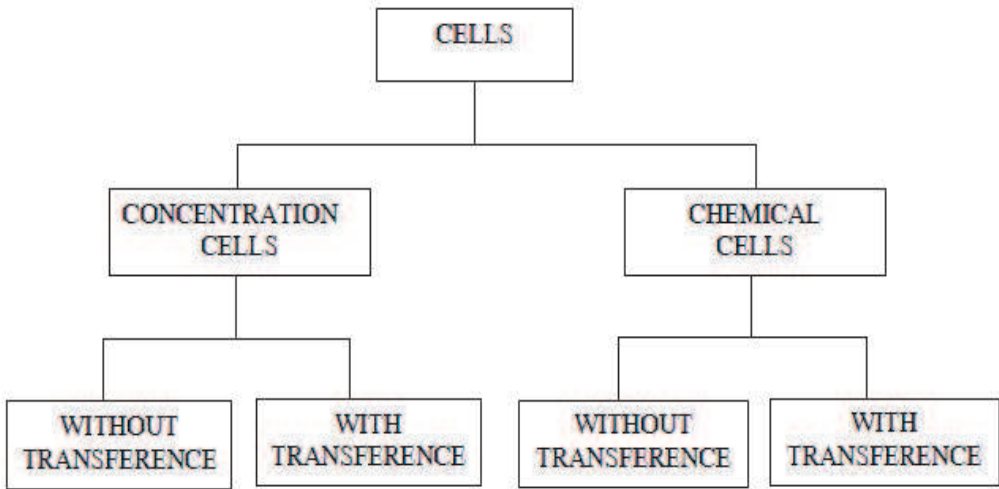 CELLS
CONCENTRATION
CELLS
CHEMICAL
CELLS
WITHOUT
TRANSFERENCE
WITH
TRANSFERENCE
WITHOUT
TRANSFERENCE
WITH
TRANSFERENCE